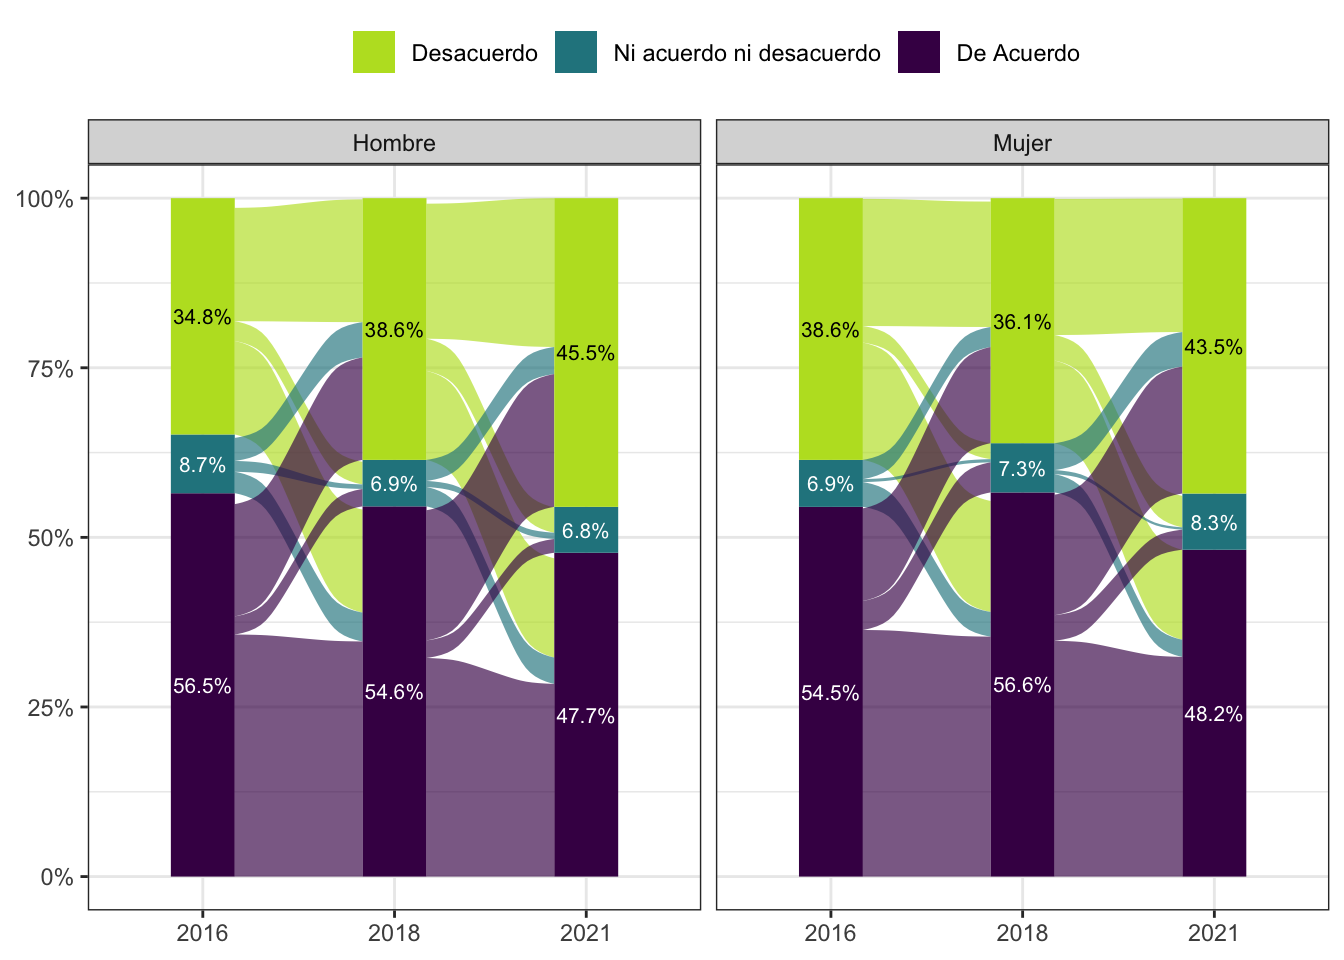 Desacuerdo Ni acuerdo ni desacuerdo De Acuerdo
Hombre Mujer
100%
75%
50%
25%
0%
34.8% 38.6% 45.5%
8.7% 6.9% 6.8%
56.5% 54.6% 47.7%
38.6% 36.1% 43.5%
6.9% 7.3% 8.3%
54.5% 56.6% 48.2%
2016 2018 2021 2016 2018 2021